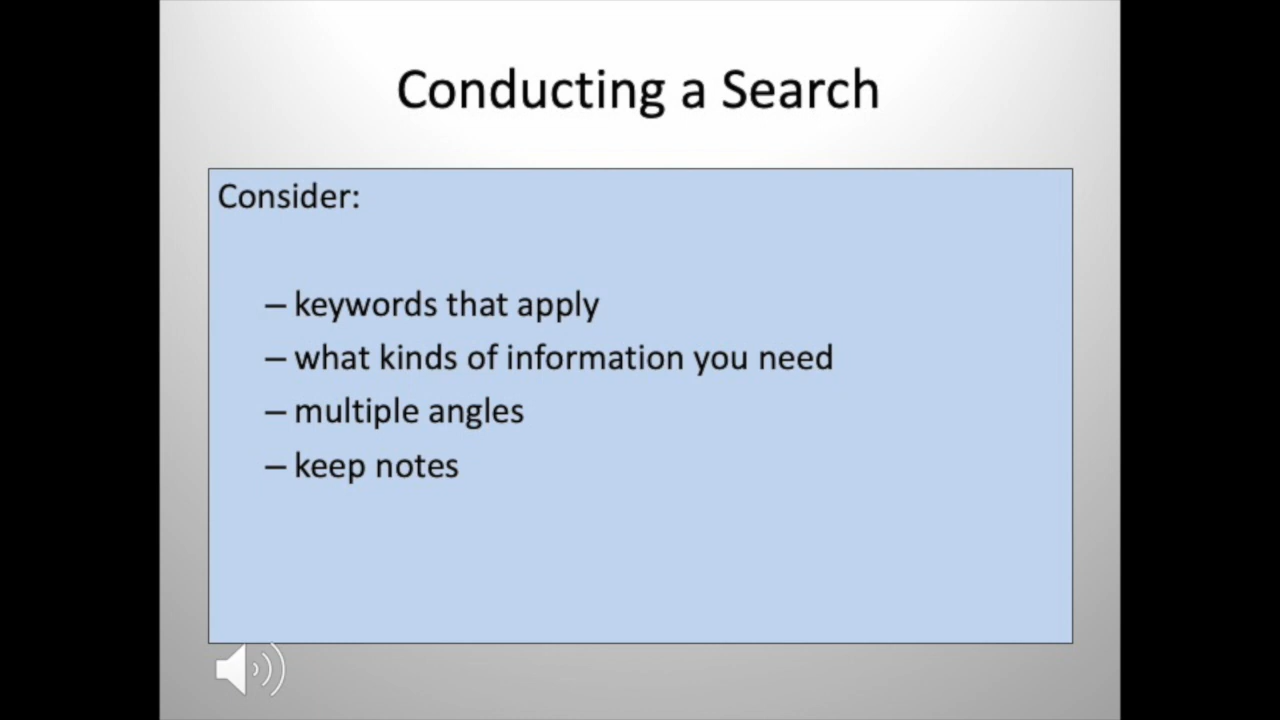 Conducting a Search
Consider:
– keywords that apply
– what kinds of information you need
– multiple angles
– keep notes